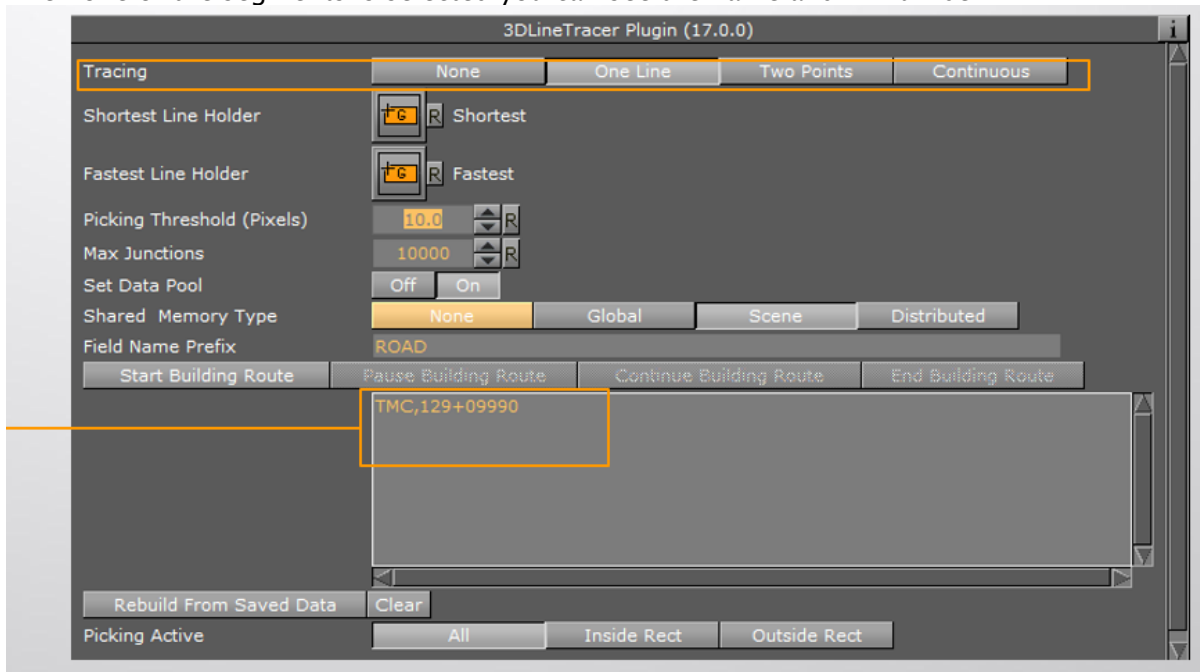 3DLineTracer Plugin (17.0.0) i
Tracing None One Line Two Points Continuous
Shortest Line Holder G R Shortest
Fastest Line Holder G R Fastest
Picking Threshold (Pixels) 10.0 R
Max Junctions 10000 R
Set Data Pool Off On
Shared Memory Type None Global Scene Distributed
Field Name Prefix ROAD
Start Building Route Pause Building Route Continue Building Route End Building Route
TMC,129+09990
Rebuild From Saved Data Clear
Picking Active All Inside Rect Outside Rect